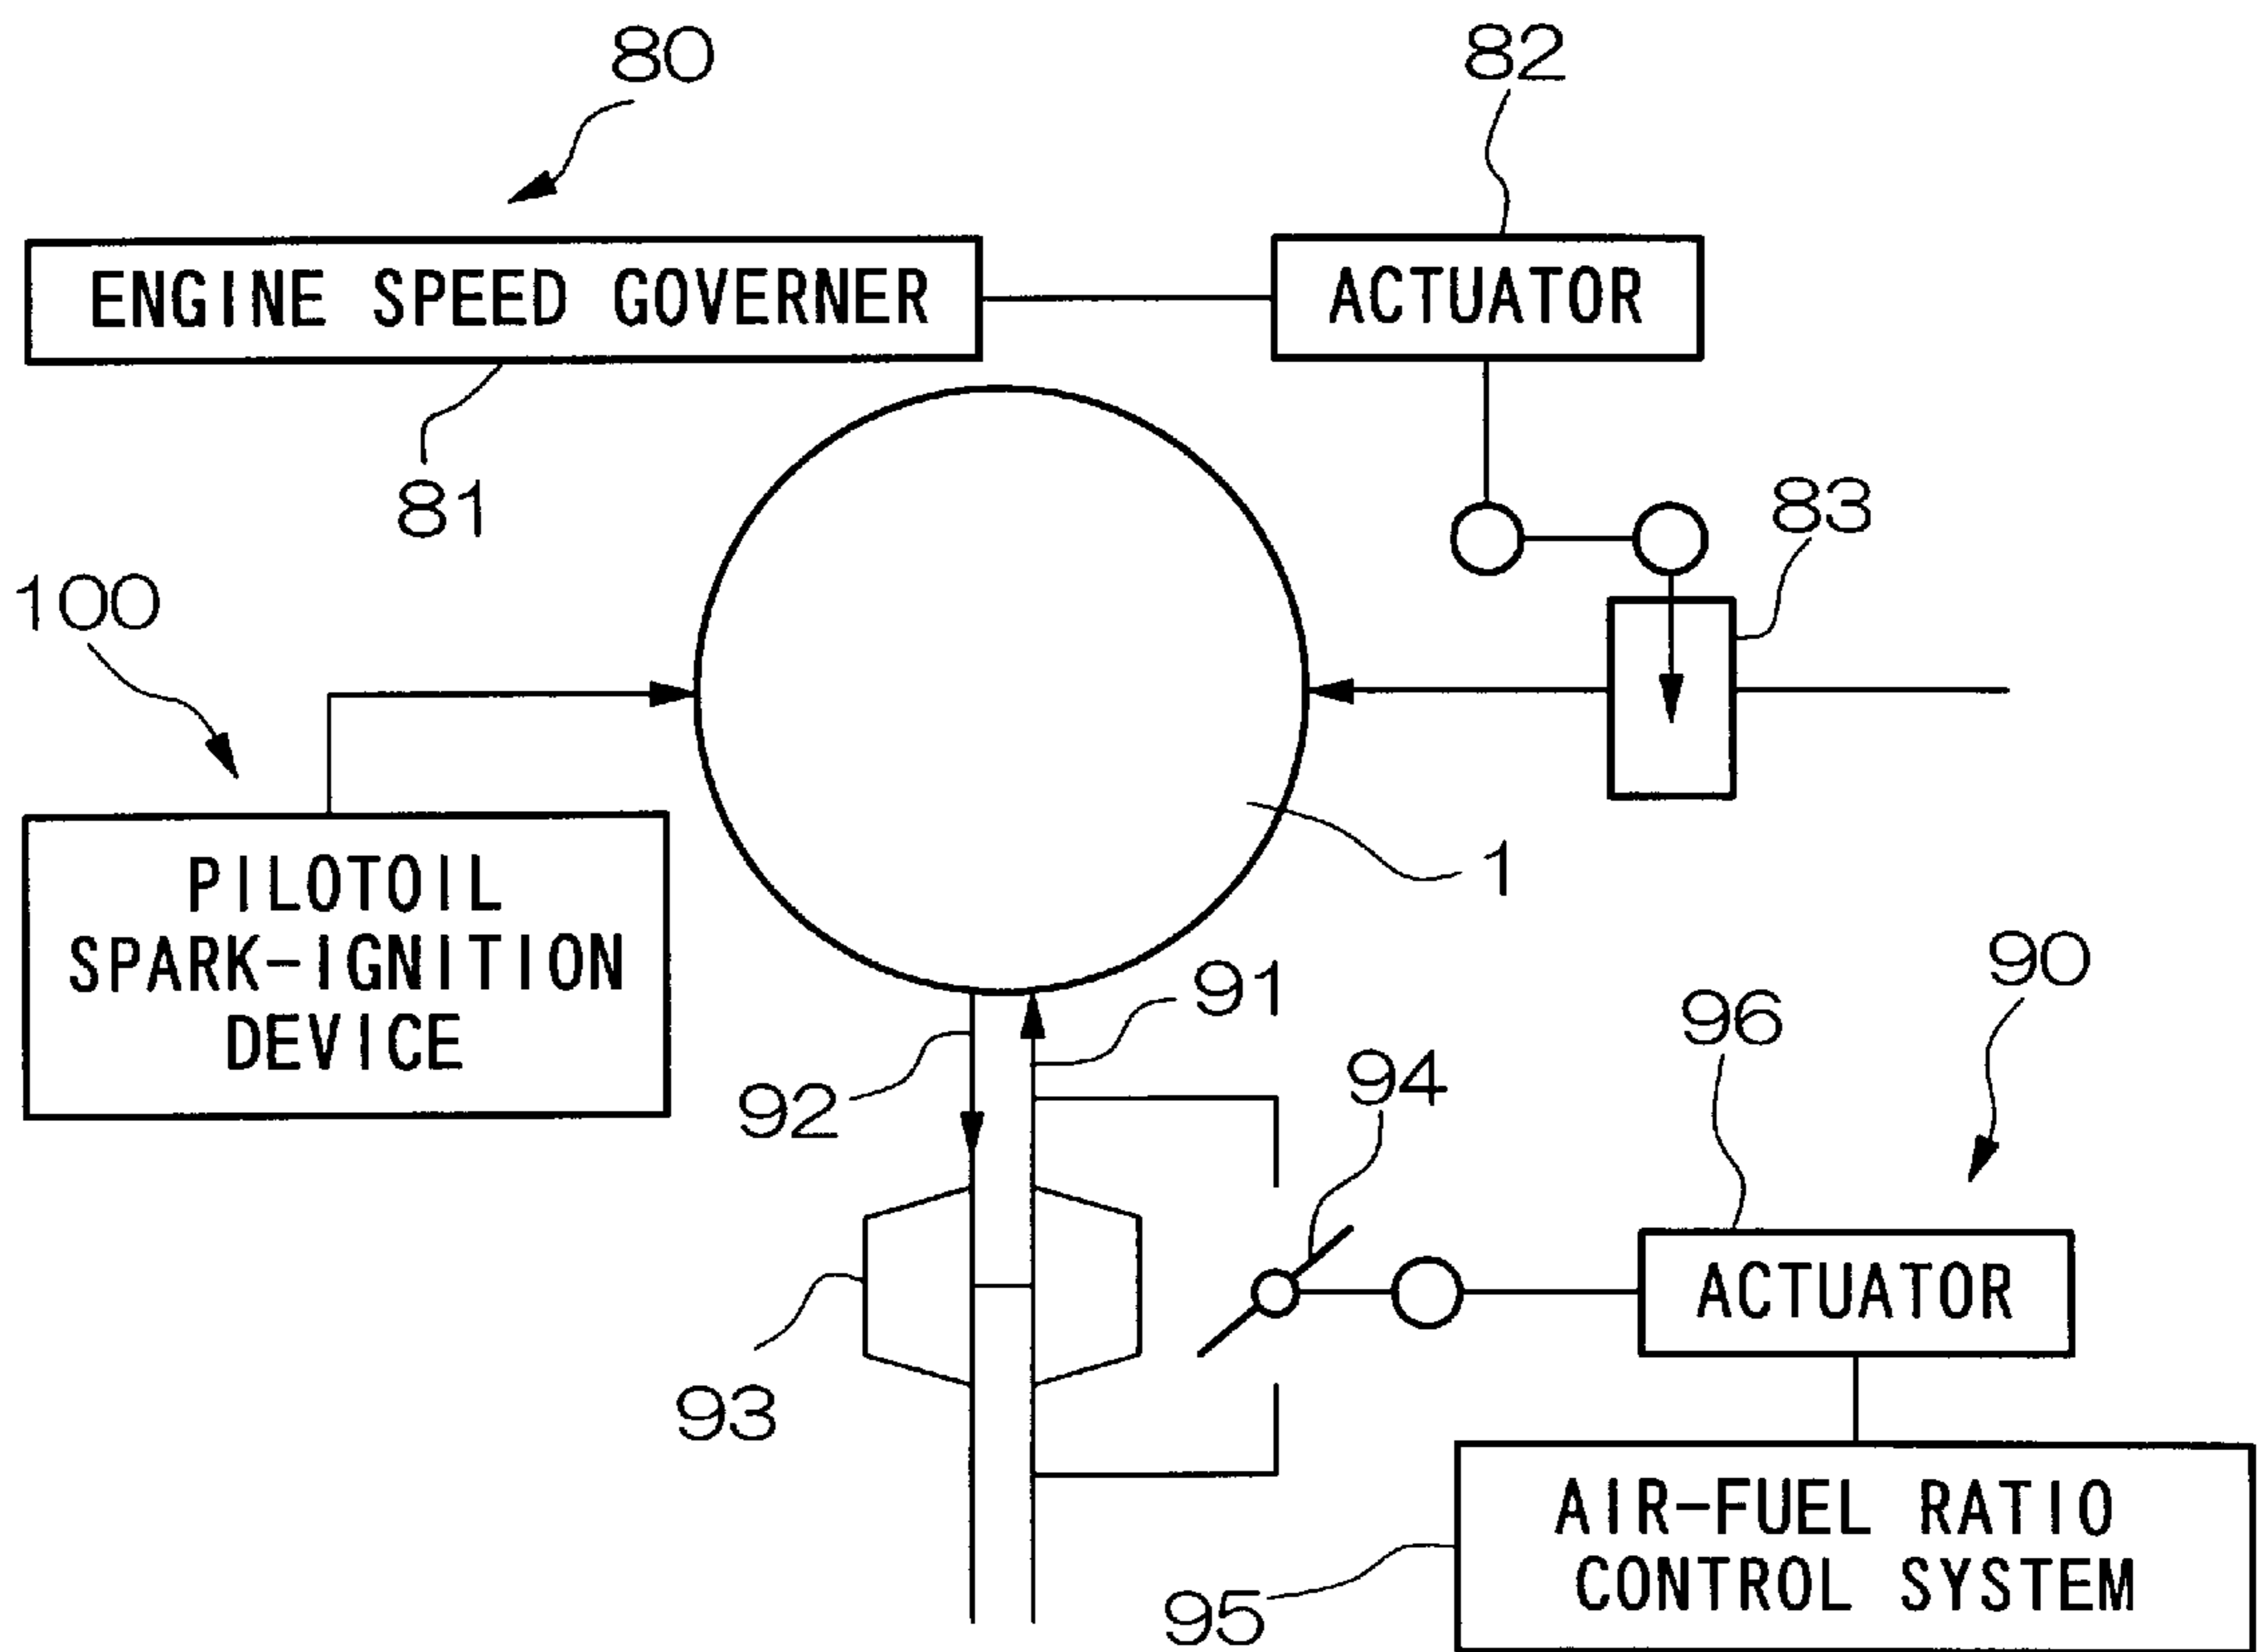 80
82
ENGINE SPEED GOVERNER
ACTUATOR
81
83
100
1
PILOTOIL
SPARK-IGNITION
DEVICE
91
90
96
92
94
ACTUATOR
93
AIR-FUEL RATIO
CONTROL SYSTEM
95